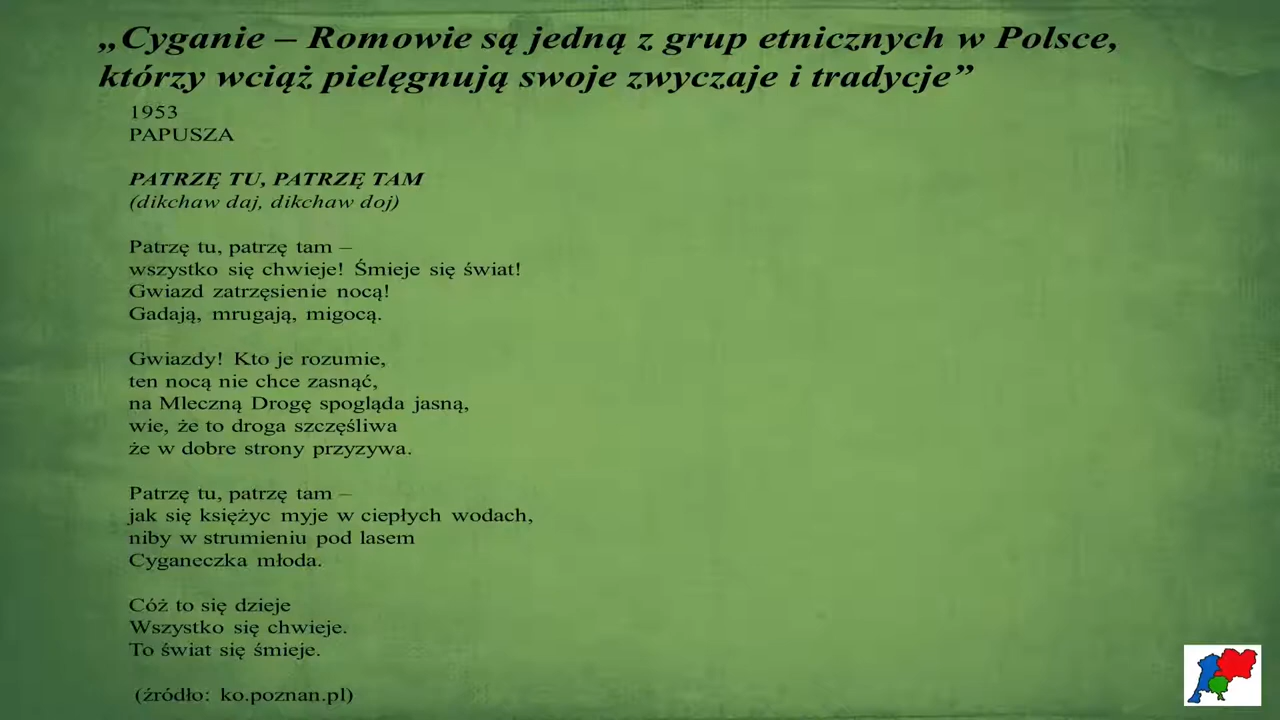 „Cyganie – Romowie są jedną z grup etnicznych w Polsce,
którzy wciąż pielęgnują swoje zwyczaje i tradycje”
1953
PAPUSZA
PATRZĘ TU, PATRZĘ TAM
(dikchaw daj, dikchaw doj)
Patrzę tu, patrzę tam –
wszystko się chwieje! Śmieje się świat!
Gwiazd zatrzęsienie nocą!
Gadają, mrugają, migocą.
Gwiazdy! Kto je rozumie,
ten nocą nie chce zasnąć,
na Mleczną Drogę spogląda jasną,
wie, że to droga szczęśliwa
że w dobre strony przyzywa.
Patrzę tu, patrzę tam –
jak się księżyc myje w ciepłych wodach,
niby w strumieniu pod lasem
Cyganeczka młoda.
Cóż to się dzieje
Wszystko się chwieje.
To świat się śmieje.
(źródło: ko.poznan.pl)